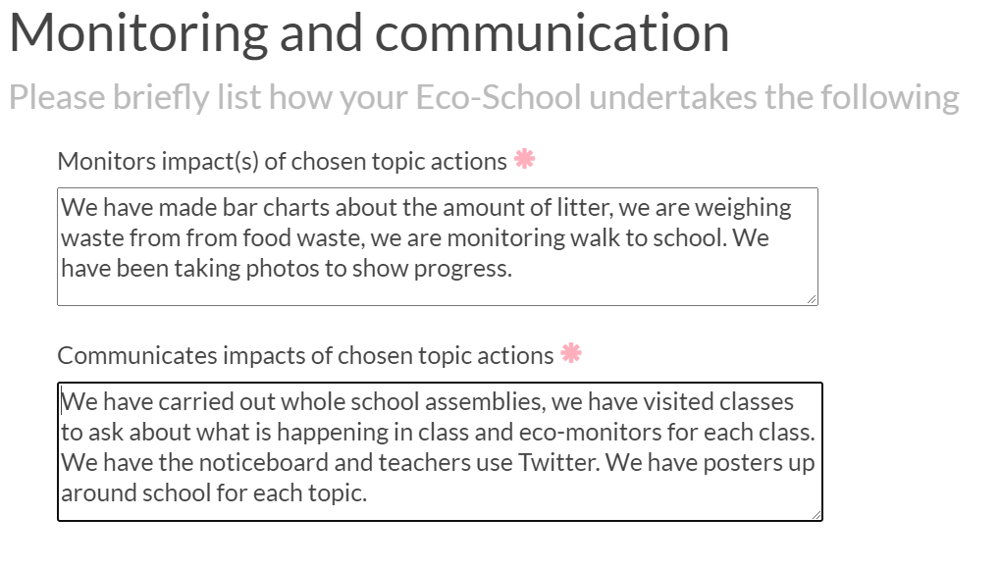 Monitoring and communication
Please briefly list how your Eco-School undertakes the following
Monitors impact(s) of chosen topic actions
We have made bar charts about the amount of litter, we are weighing
waste from from food waste, we are monitoring walk to school. We
have been taking photos to show progress.
Communicates impacts of chosen topic actions
We have carried out whole school assemblies, we have visited classes
to ask about what is happening in class and eco-monitors for each class.
We have the noticeboard and teachers use Twitter. We have posters up
around school for each topic.